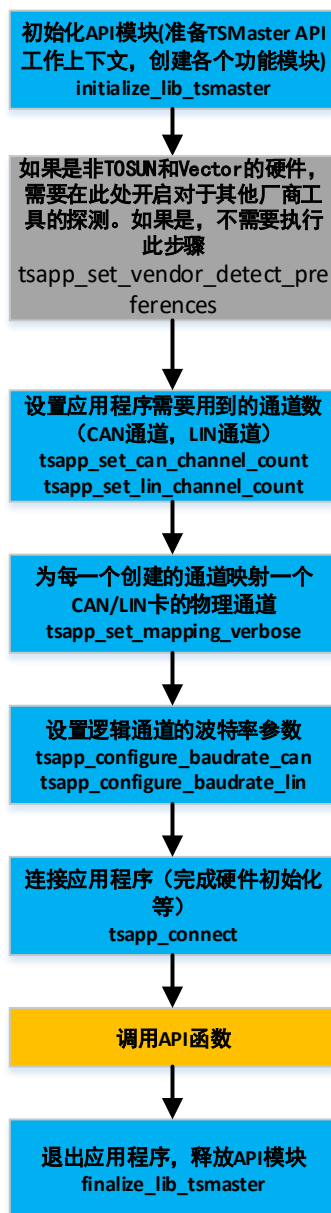 初始化API模块(准备TSMaster API
工作上下文，创建各个功能模块)
initialize_lib_tsmaster
如果是非TOSUN和Vector的硬件，
需要在此处开启对于其他厂商工
具的探测。如果是，不需要执行
此步骤
tsapp_set_vendor_detect_pre
ferences
设置应用程序需要用到的通道数
（CAN通道，LIN通道）
tsapp_set_can_channel_count
tsapp_set_lin_channel_count
为每一个创建的通道映射一个
CAN/LIN卡的物理通道
tsapp_set_mapping_verbose
设置逻辑通道的波特率参数
tsapp_configure_baudrate_can
tsapp_configure_baudrate_lin
连接应用程序（完成硬件初始化
等）
tsapp_connect
调用API函数
退出应用程序，释放API模块
finalize_lib_tsmaster